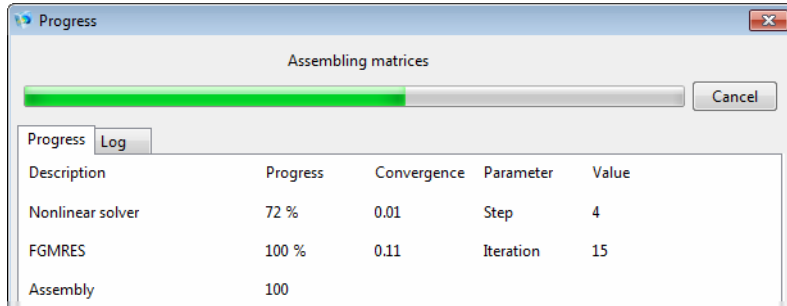 Progress
Assembling matrices
Cancel
Progress Log
Description Progress Convergence Parameter Value
Nonlinear solver 72 % 0.01 Step 4
FGMRES 100 % 0.11 Iteration 15
Assembly 100